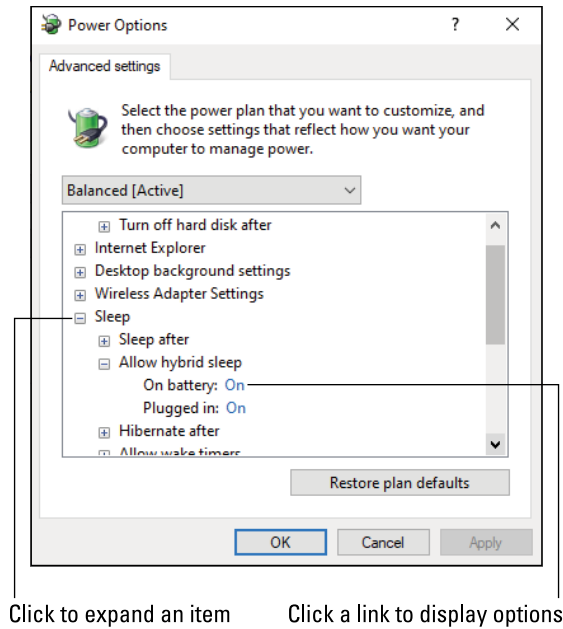 Power Options
Advanced settings
Select the power plan that you want to customize, and
then choose settings that reflect how you want your
computer to manage power.
Balanced [Active]
Turn off hard disk after
Internet Explorer
Desktop background settings
Wireless Adapter Settings
Sleep
Sleep after
Allow hybrid sleep
On battery: On
Plugged in: On
Hibernate after
Allow wake timers
Restore plan defaults
OK Cancel Apply
Click to expand an item Click a link to display options